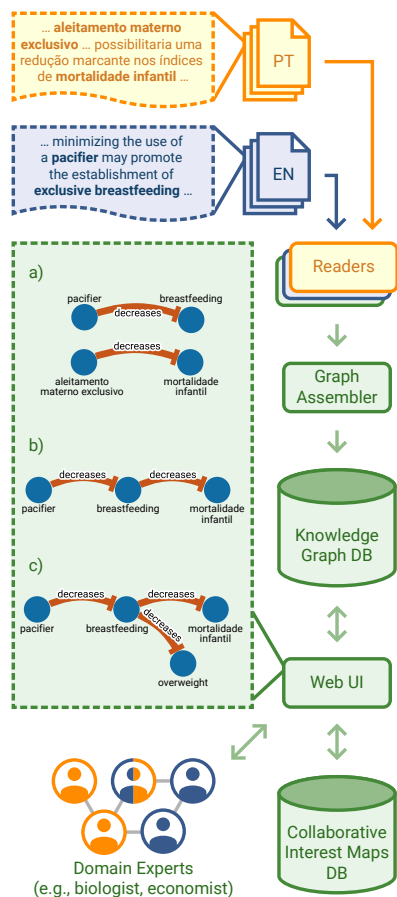 ... aleitamento materno
exclusivo ... possibilitaria uma
redução marcante nos índices
de mortalidade infantil ...
PT
... minimizing the use of
a pacifier may promote
the establishment of
exclusive breastfeeding ...
EN
Readers
a)
pacifier
breastfeeding
decreases
decreases
aleitamento
materno exclusivo
mortalidade
infantil
Graph
Assembler
b)
decreases
decreases
pacifier
breastfeeding
mortalidade
infantil
Knowledge
Graph DB
c)
decreases
decreases
pacifier
breastfeeding
decreases
mortalidade
infantil
overweight
Web UI
Domain Experts
(e.g., biologist, economist)
Collaborative
Interest Maps
DB